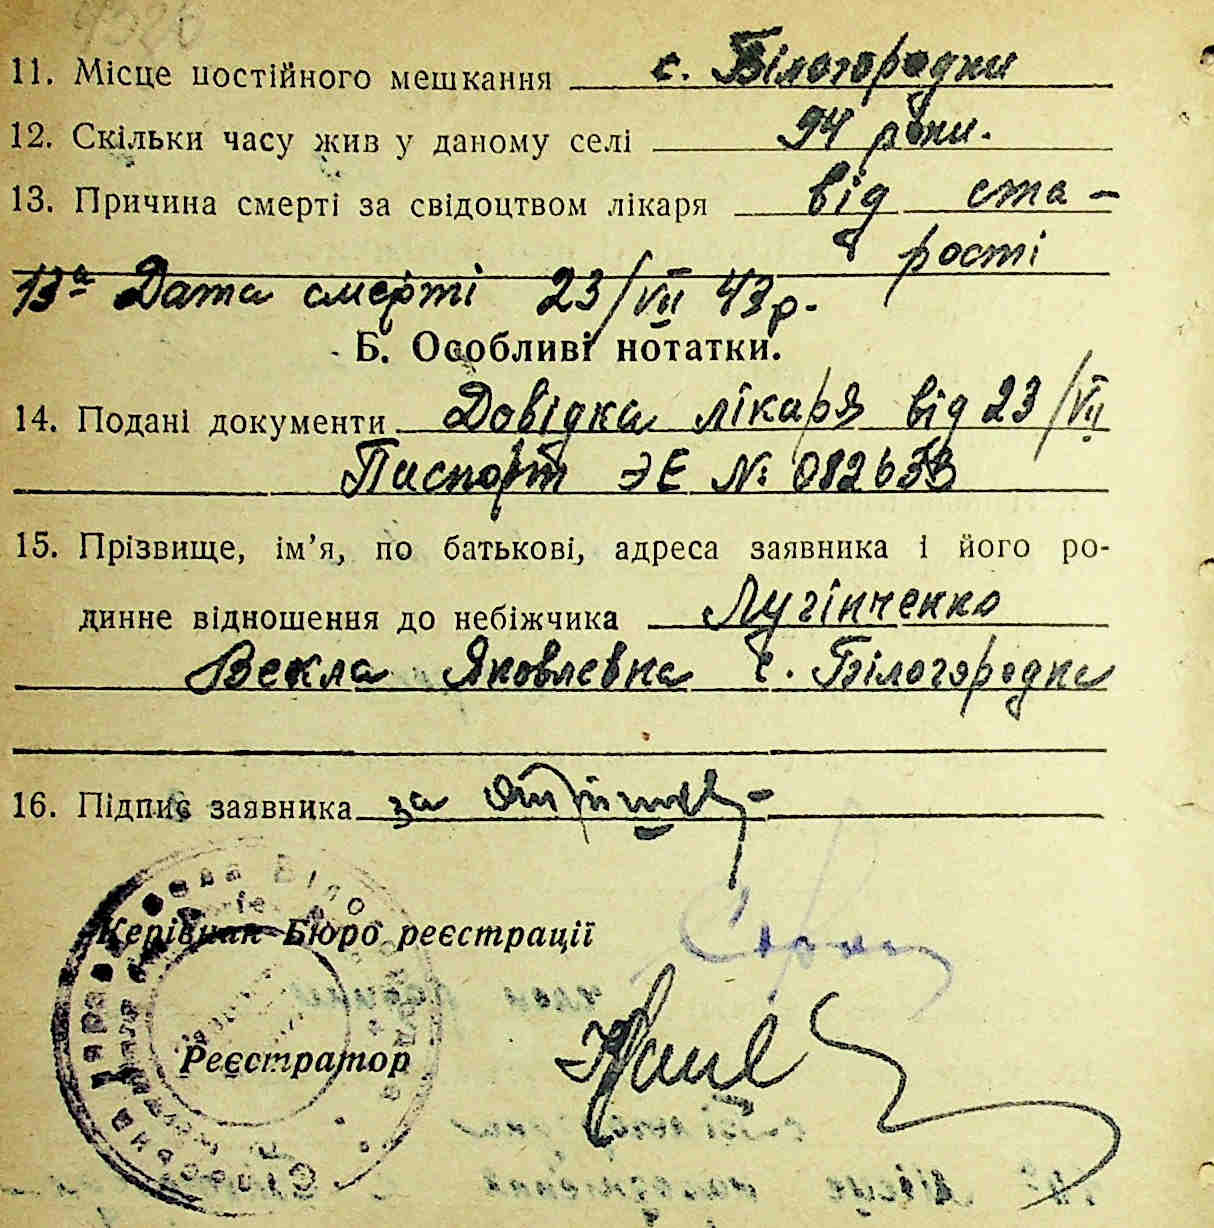 11. Місце постійного мешкання с. Білогородки
12. Скільки часу жив у даному селі 94 роки.
13. Причина смерті за свідоцтвом лікаря від ста-
рості
13а Дата смерті 23/VII 43 р.
Б. Особливі нотатки.
14. Подані документи Довідка лікаря від 23/VII
Паспорт ЭЕ №
15. Прізвище, ім’я, по батькові, адреса заявника і його ро-
динне відношення до небіжчика Лугінченко
Векла Яковлевна с. Білогородка
16. Підпис заявника за
Керівник Бюро реєстрації
Реєстратор